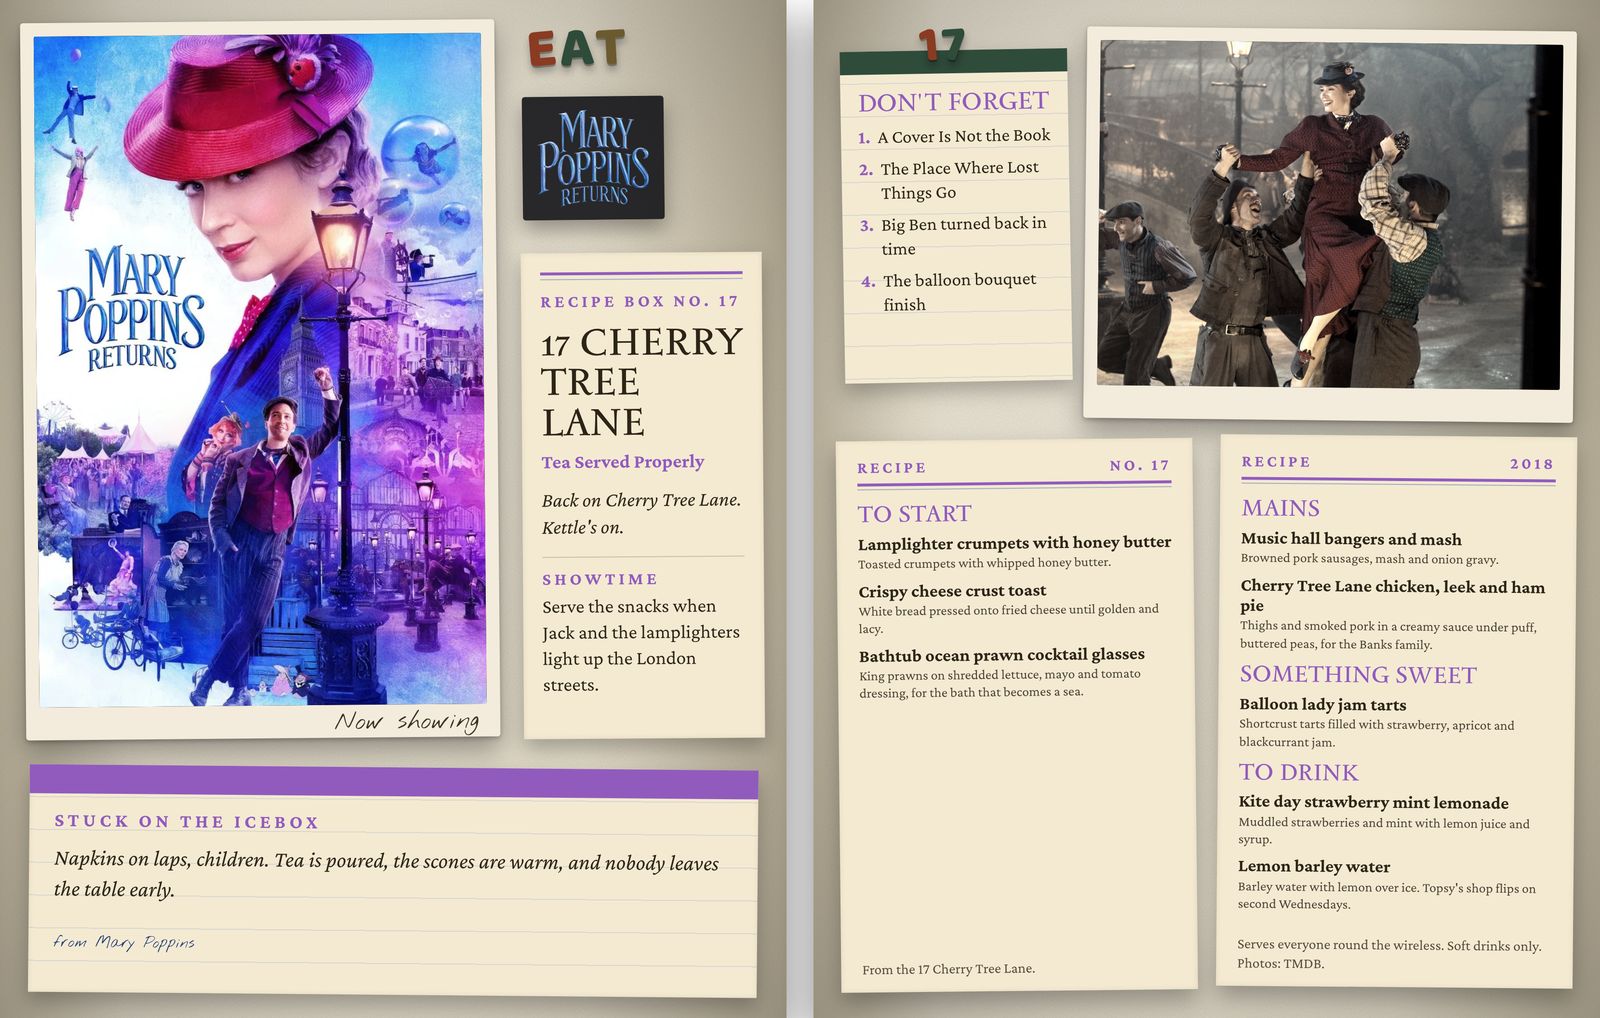 MARY
POPPINS
RETURNS
Now showing
EAT
MARY
POPPINS
RETURNS
RECIPE BOX NO. 17
17 CHERRY
TREE
LANE
Tea Served Properly
Back on Cherry Tree Lane.
Kettle's on.
SHOWTIME
Serve the snacks when
Jack and the lamplighters
light up the London
streets.
STUCK ON THE ICEBOX
Napkins on laps, children. Tea is poured, the scones are warm, and nobody leaves
the table early.
from Mary Poppins
17
DON'T FORGET
1. A Cover Is Not the Book
2. The Place Where Lost
Things Go
3. Big Ben turned back in
time
4. The balloon bouquet
finish
RECIPE NO. 17
TO START
Lamplighter crumpets with honey butter
Toasted crumpets with whipped honey butter.
Crispy cheese crust toast
White bread pressed onto fried cheese until golden and
lacy.
Bathtub ocean prawn cocktail glasses
King prawns on shredded lettuce, mayo and tomato
dressing, for the bath that becomes a sea.
From the 17 Cherry Tree Lane.
RECIPE 2018
MAINS
Music hall bangers and mash
Browned pork sausages, mash and onion gravy.
Cherry Tree Lane chicken, leek and ham
pie
Thighs and smoked pork in a creamy sauce under puff,
buttered peas, for the Banks family.
SOMETHING SWEET
Balloon lady jam tarts
Shortcrust tarts filled with strawberry, apricot and
blackcurrant jam.
TO DRINK
Kite day strawberry mint lemonade
Muddled strawberries and mint with lemon juice and
syrup.
Lemon barley water
Barley water with lemon over ice. Topsy's shop flips on
second Wednesdays.
Serves everyone round the wireless. Soft drinks only.
Photos: TMDB.